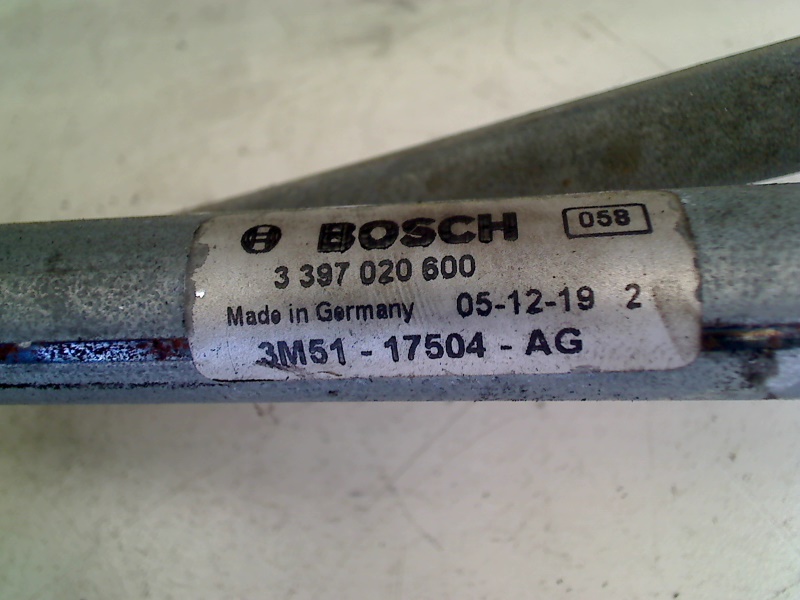 BOSCH 058
3 397 020 600
Made in Germany 05-12-19 2
3M51 - 17504 - AG